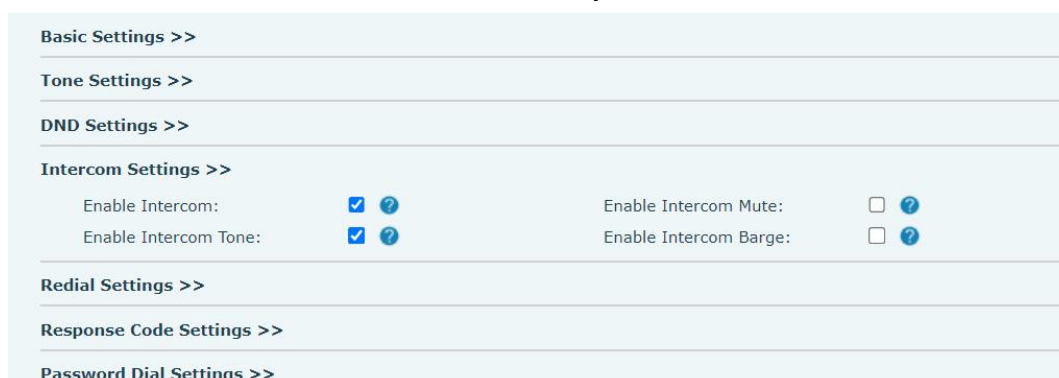 Basic Settings >>
Tone Settings >>
DND Settings >>
Intercom Settings >>
Enable Intercom: ? Enable Intercom Mute: ?
Enable Intercom Tone: ? Enable Intercom Barge: ?
Redial Settings >>
Response Code Settings >>
Password Dial Settings >>